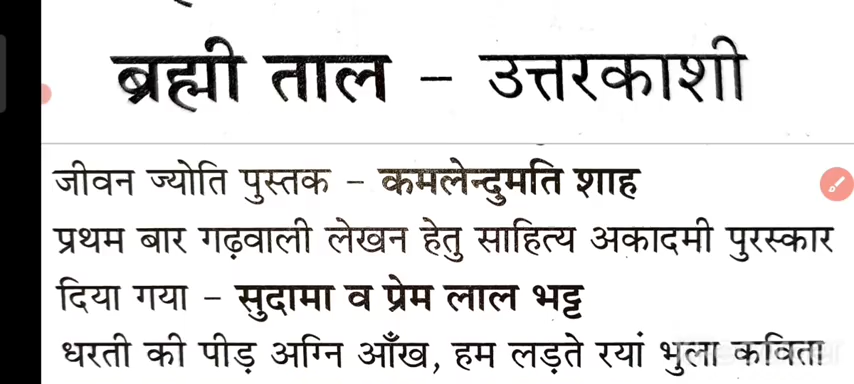 ब्रह्मी ताल – उत्तरकाशी
जीवन ज्योति पुस्तक – कमलेन्दुमति शाह
प्रथम बार गढ़वाली लेखन हेतु साहित्य अकादमी पुरस्कार
दिया गया – सुदामा व प्रेम लाल भट्ट
धरती की पीड़ अग्नि आँख, हम लड़ते रयां भुला कविता